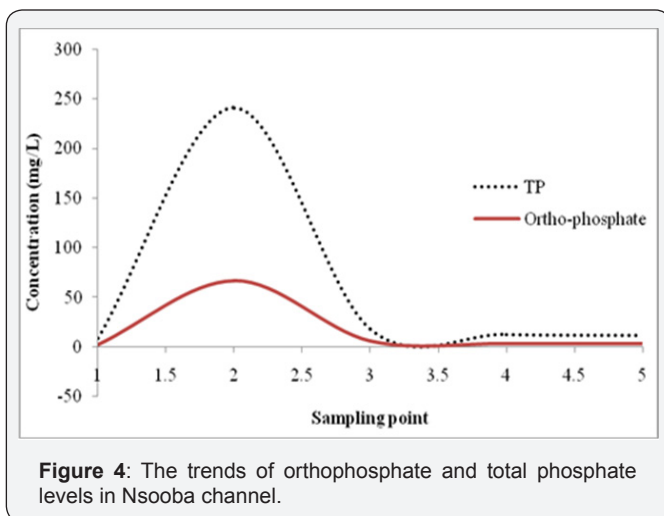 300
250
200
150
100
50
0
-50
Concentration (mg/L)
TP
Ortho-phosphate
1 1.5 2 2.5 3 3.5 4 4.5 5
Sampling point
Figure 4: The trends of orthophosphate and total phosphate
levels in Nsooba channel.